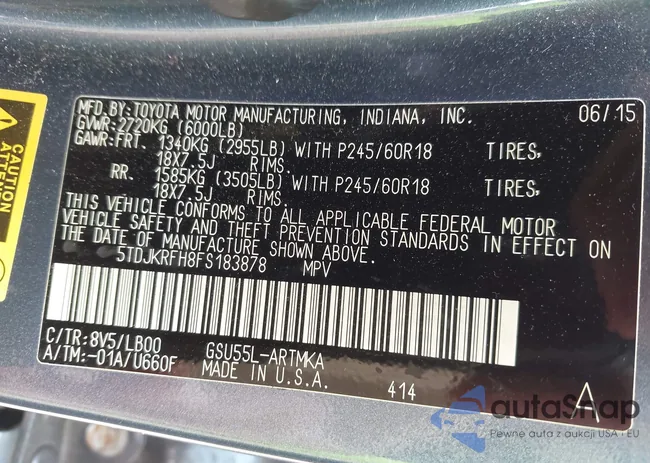 CAUTION
ATTENTION
MFD.BY:TOYOTA MOTOR MANUFACTURING, INDIANA, INC. 06/15
GVWR:2720KG (6000LB)
GAWR:FRT. 1340KG (2955LB) WITH P245/60R18 TIRES,
18X7.5J RIMS.
RR. 1585KG (3505LB) WITH P245/60R18 TIRES,
18X7.5J RIMS.
THIS VEHICLE CONFORMS TO ALL APPLICABLE FEDERAL MOTOR
VEHICLE SAFETY AND THEFT PREVENTION STANDARDS IN EFFECT ON
THE DATE OF MANUFACTURE SHOWN ABOVE.
5TDJKRFH8FS183878 MPV
C/TR:8V5/LB00 GSU55L-ARTMKA
A/TM:-01A/U660F MADE IN U.S.A. 414 A
autaSnap
Pewne auta z aukcji USA i EU